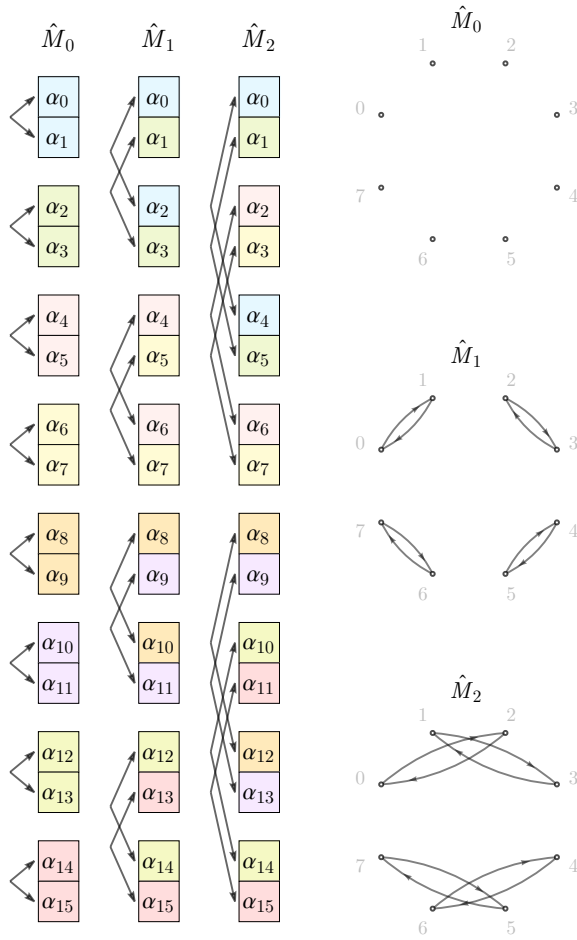 M̂₀ M̂₁ M̂₂
α₀ α₀ α₀
α₁ α₁ α₁
α₂ α₂ α₂
α₃ α₃ α₃
α₄ α₄ α₄
α₅ α₅ α₅
α₆ α₆ α₆
α₇ α₇ α₇
α₈ α₈ α₈
α₉ α₉ α₉
α₁₀ α₁₀ α₁₀
α₁₁ α₁₁ α₁₁
α₁₂ α₁₂ α₁₂
α₁₃ α₁₃ α₁₃
α₁₄ α₁₄ α₁₄
α₁₅ α₁₅ α₁₅
M̂₀
1 2
0 3
7 4
6 5
M̂₁
1 2
0 3
7 4
6 5
M̂₂
1 2
0 3
7 4
6 5